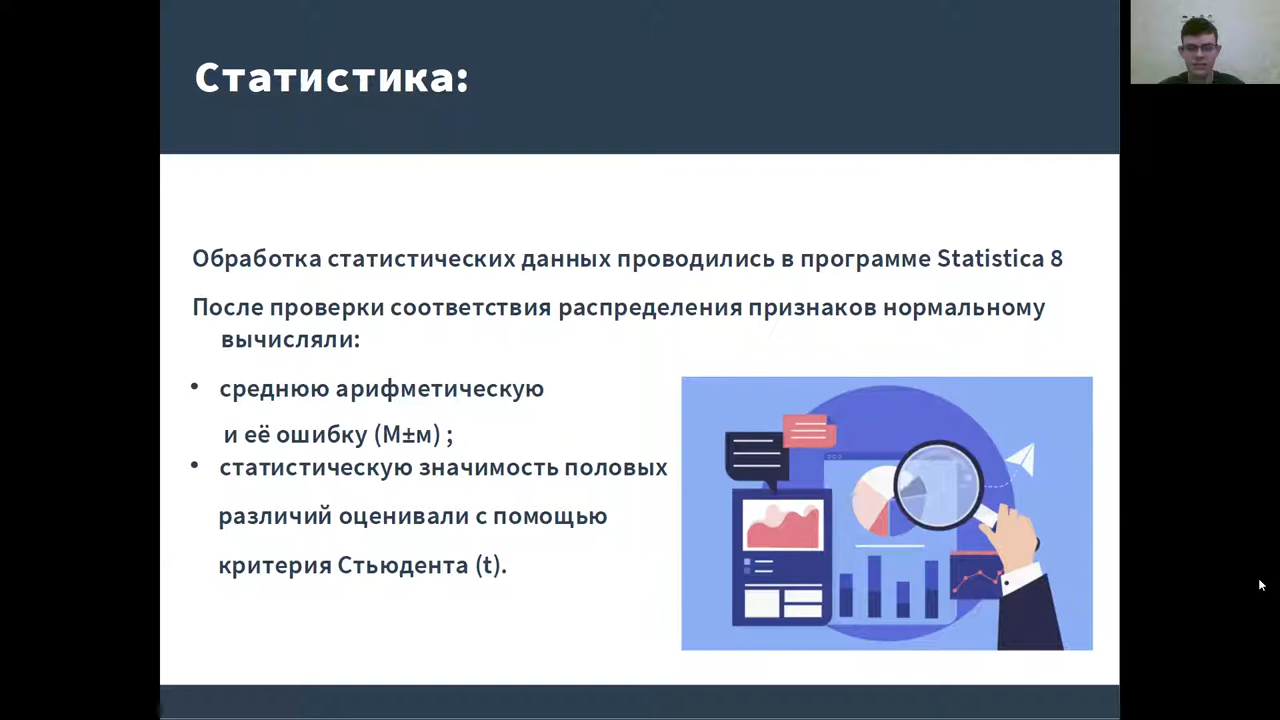 Статистика:
Обработка статистических данных проводились в программе Statistica 8
После проверки соответствия распределения признаков нормальному
вычисляли:
• среднюю арифметическую
и её ошибку (М±м) ;
• статистическую значимость половых
различий оценивали с помощью
критерия Стьюдента (t).